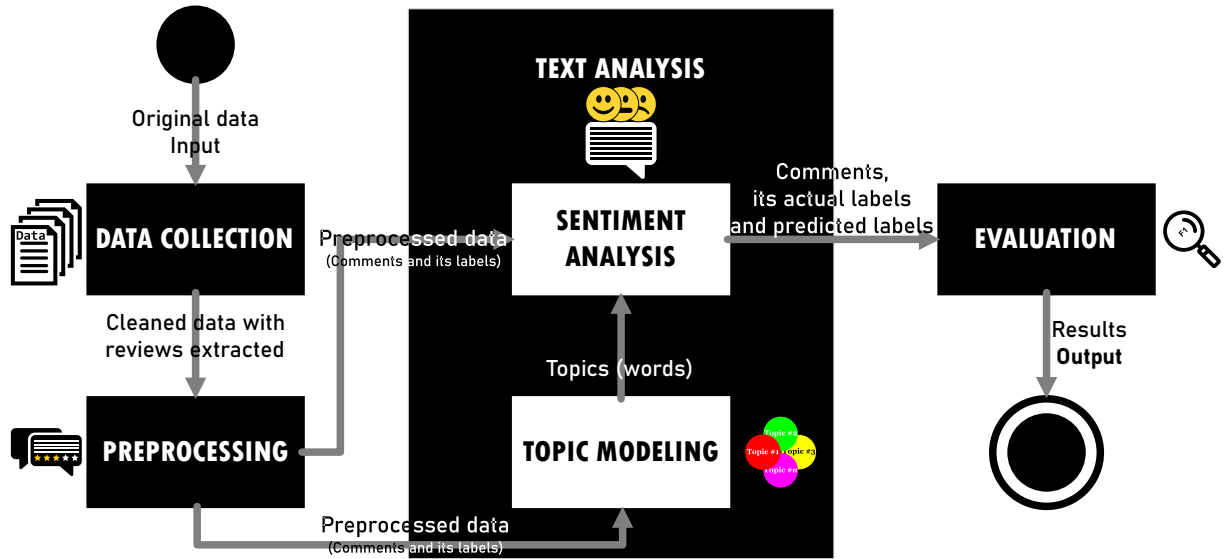 Original data
Input
Data
DATA COLLECTION
Cleaned data with
reviews extracted
PREPROCESSING
Preprocessed data
(Comments and its labels)
Preprocessed data
(Comments and its labels)
TEXT ANALYSIS
SENTIMENT
ANALYSIS
Topics (words)
TOPIC MODELING
Topic #2
Topic #1
Topic #3
Topic #n
Comments,
its actual labels
and predicted labels
EVALUATION
F1
Results
Output